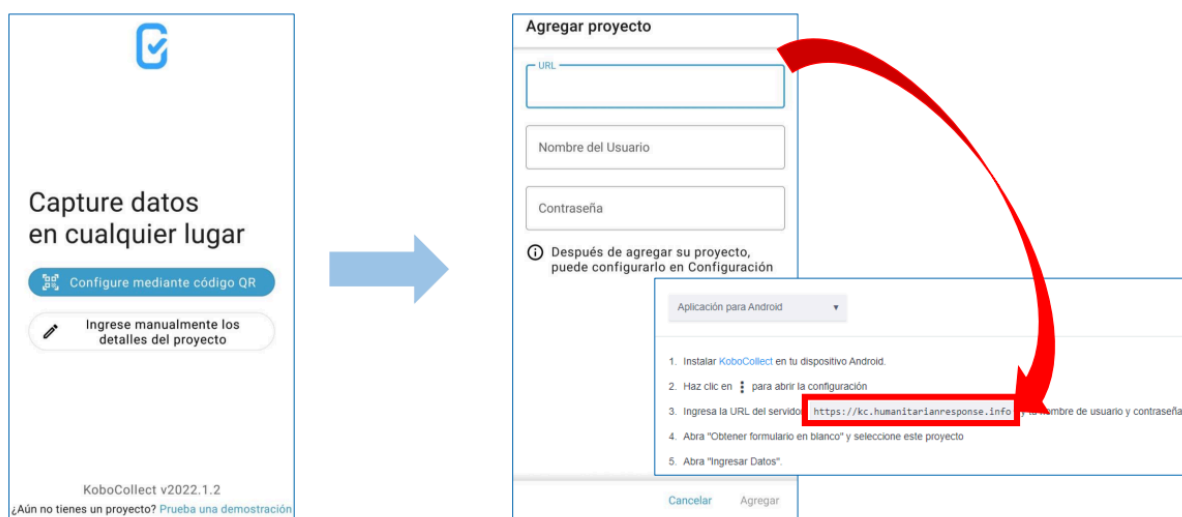 Capture datos
en cualquier lugar
Configure mediante código QR
Ingrese manualmente los
detalles del proyecto
KoboCollect v2022.1.2
¿Aún no tienes un proyecto? Prueba una demostración
Agregar proyecto
URL
Nombre del Usuario
Contraseña
Después de agregar su proyecto,
puede configurarlo en Configuración
Cancelar Agregar
Aplicación para Android
1. Instalar KoboCollect en tu dispositivo Android.
2. Haz clic en ⋮ para abrir la configuración
3. Ingresa la URL del servidor https://kc.humanitarianresponse.info y tu nombre de usuario y contraseña
4. Abra "Obtener formulario en blanco" y seleccione este proyecto
5. Abra "Ingresar Datos".